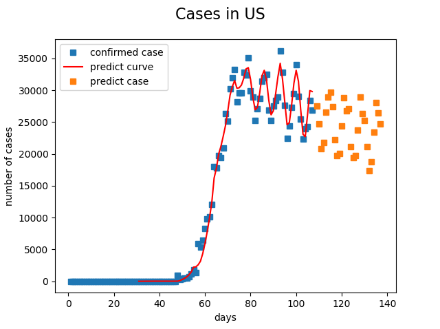 Cases in US
confirmed case
predict curve
predict case
number of cases
35000
30000
25000
20000
15000
10000
5000
0
0 20 40 60 80 100 120 140
days